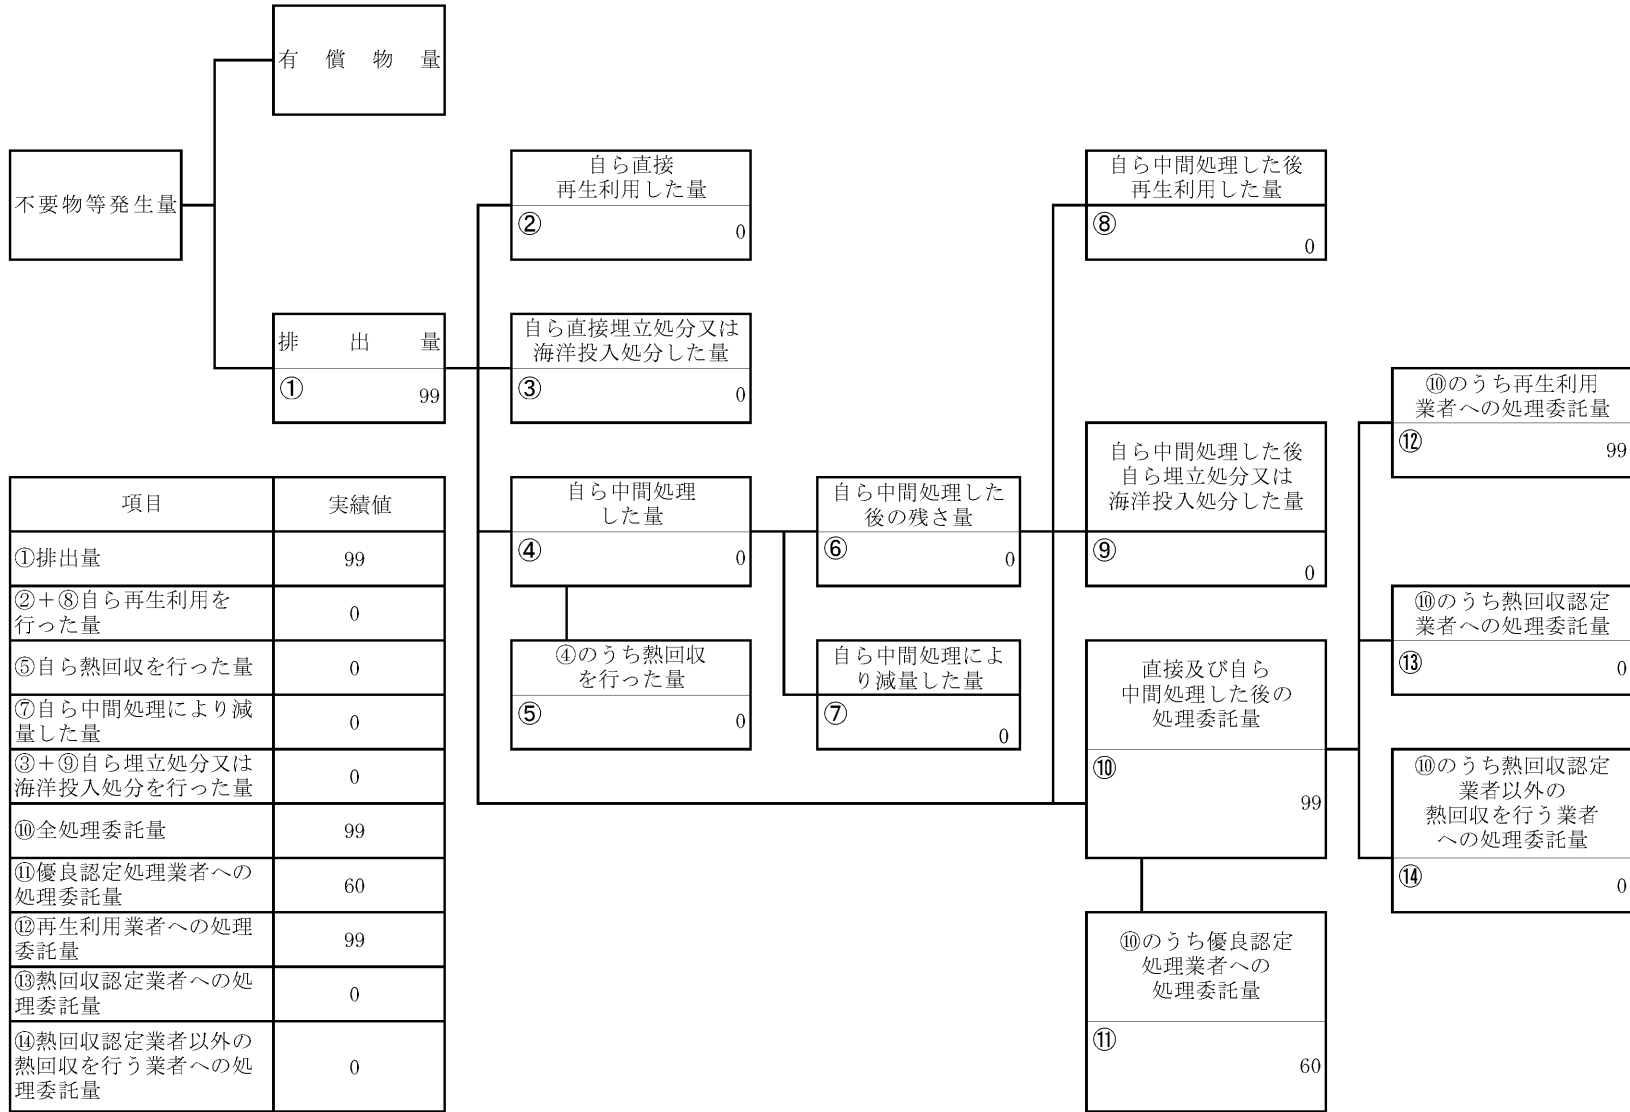 有償物量
不要物等発生量
排出量
①
99
自ら直接
再生利用した量
②
0
自ら直接埋立処分又は
海洋投入処分した量
③
0
自ら中間処理
した量
④
0
④のうち熱回収
を行った量
⑤
0
自ら中間処理した
後の残さ量
⑥
0
自ら中間処理によ
り減量した量
⑦
0
自ら中間処理した後
再生利用した量
⑧
0
自ら中間処理した後
自ら埋立処分又は
海洋投入処分した量
⑨
0
直接及び自ら
中間処理した後の
処理委託量
⑩
99
⑩のうち優良認定
処理業者への
処理委託量
⑪
60
⑩のうち再生利用
業者への処理委託量
⑫
99
⑩のうち熱回収認定
業者への処理委託量
⑬
0
⑩のうち熱回収認定
業者以外の
熱回収を行う業者
への処理委託量
⑭
0
項目 実績値
①排出量 99
②＋⑧自ら再生利用を
行った量 0
⑤自ら熱回収を行った量 0
⑦自ら中間処理により減
量した量 0
③＋⑨自ら埋立処分又は
海洋投入処分を行った量 0
⑩全処理委託量 99
⑪優良認定処理業者への
処理委託量 60
⑫再生利用業者への処理
委託量 99
⑬熱回収認定業者への処
理委託量 0
⑭熱回収認定業者以外の
熱回収を行う業者への処
理委託量 0